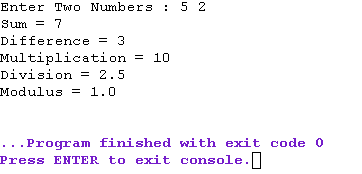 Enter Two Numbers : 5 2
Sum = 7
Difference = 3
Multiplication = 10
Division = 2.5
Modulus = 1.0
...Program finished with exit code 0
Press ENTER to exit console.